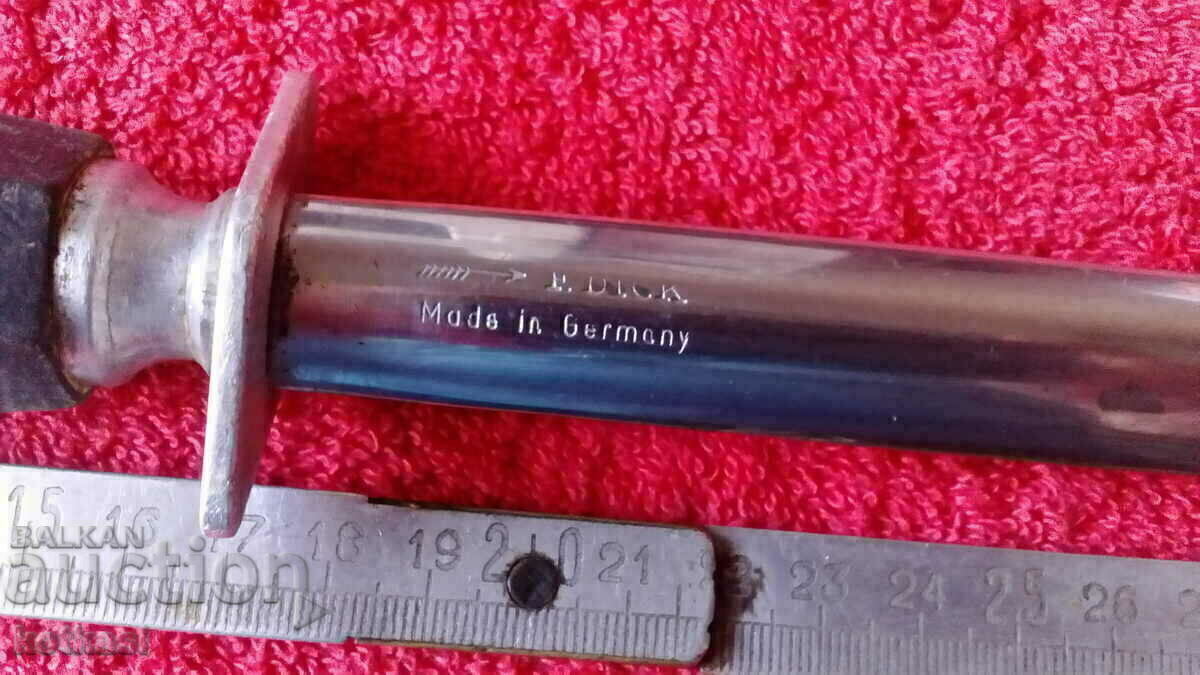 F. DICK.
Made in Germany
15 16 17 18 19 20 21 23 24 25 26
BALKAN
auction